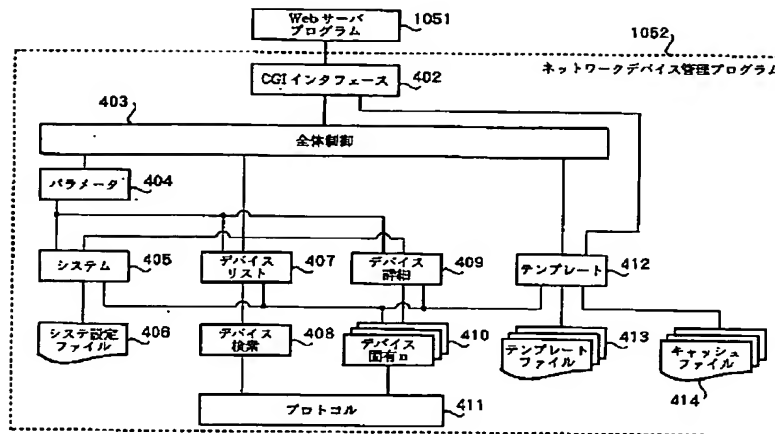 Webサーバ
プログラム
1051
1052
ネットワークデバイス管理プログラム
CGIインタフェース
402
403
全体制御
パラメータ
404
システム
405
デバイス
リスト
407
デバイス
詳細
409
テンプレート
412
システ設定
ファイル
406
デバイス
検索
408
デバイス
固有ロ
410
テンプレート
ファイル
413
キャッシュ
ファイル
414
プロトコル
411